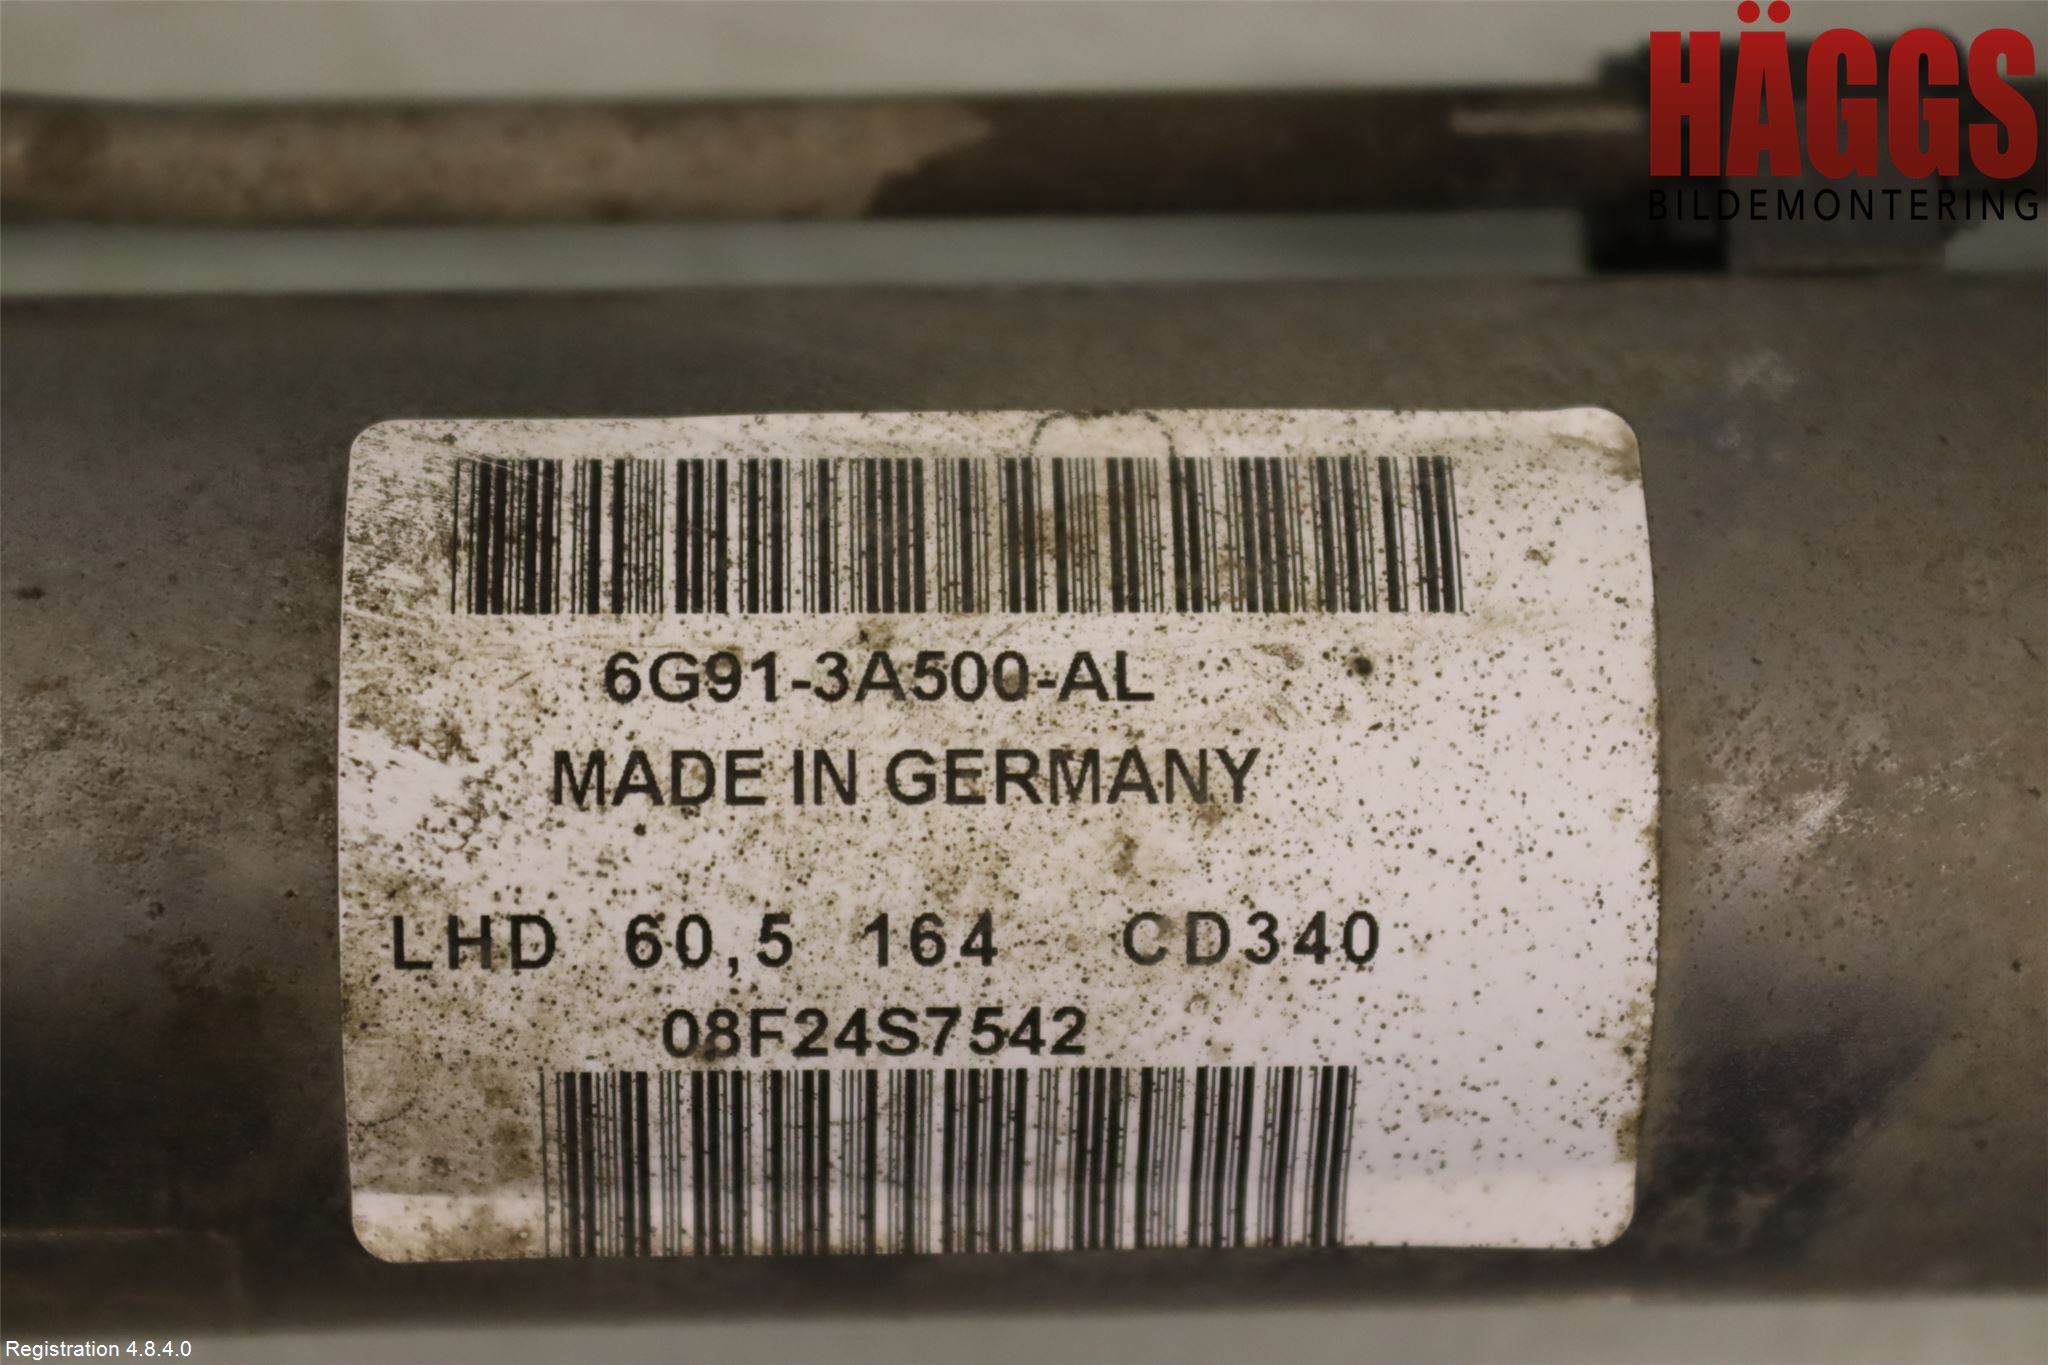 HÄGGS
BILDEMONTERING
6G91-3A500-AL
MADE IN GERMANY
LHD 60,5 164 CD340
08F24S7542
Registration 4.8.4.0